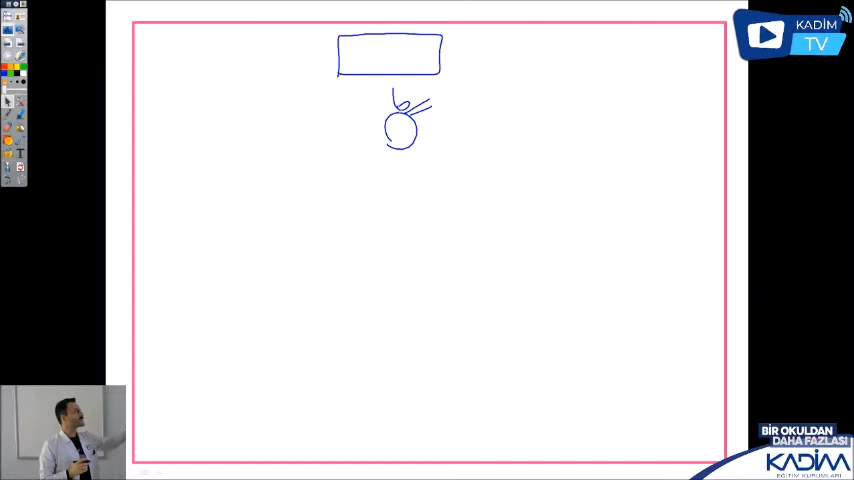 KADİM
TV
BİR OKULDAN
DAHA FAZLASI
KADİM
EĞİTİM KURUMLARI